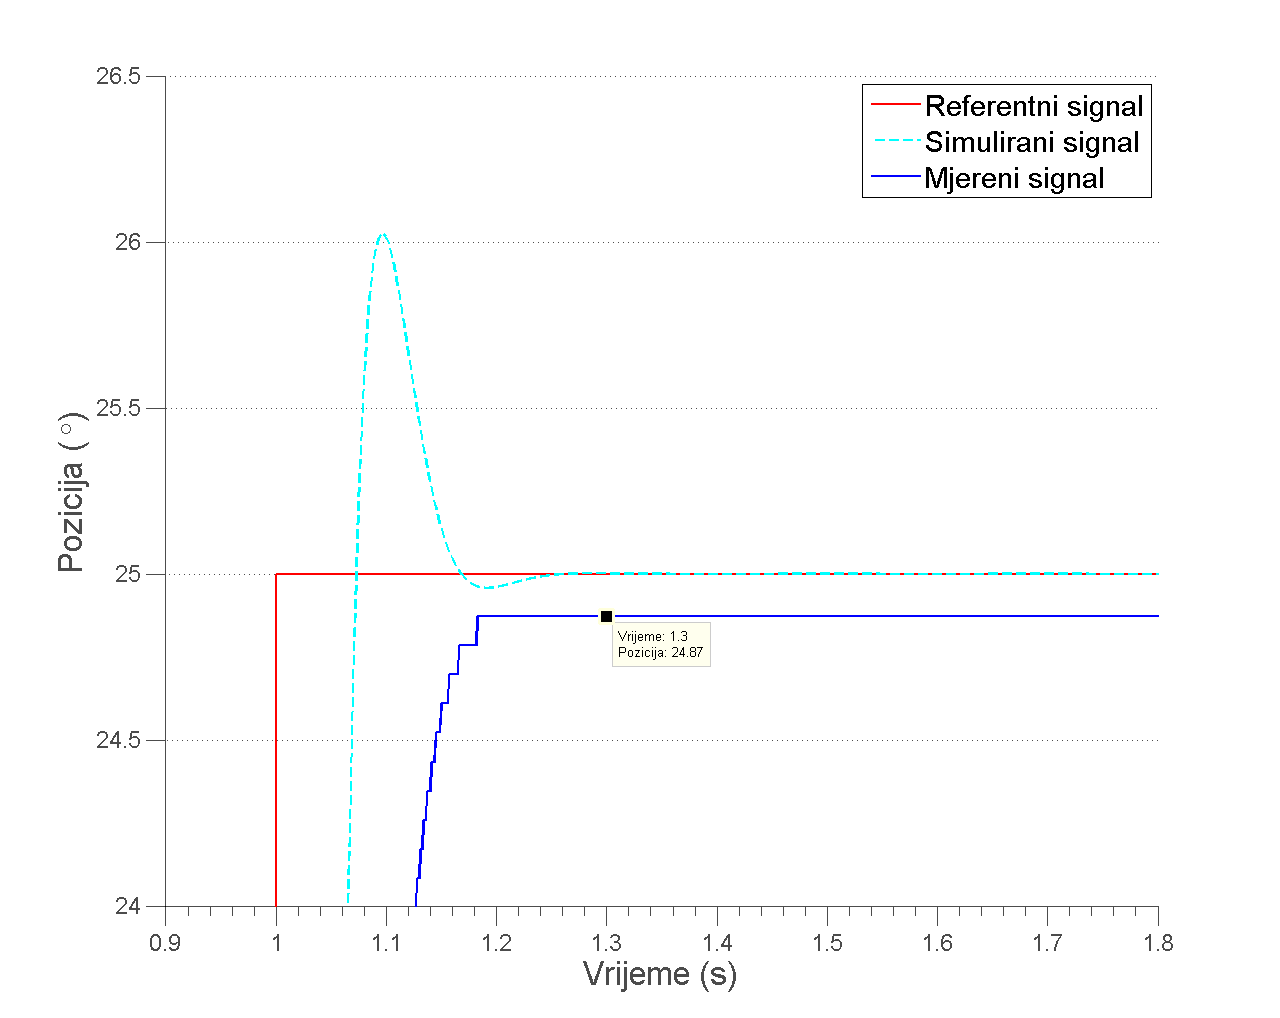 26.5
26
25.5
25
24.5
24
Pozicija (°)
Referentni signal
Simulirani signal
Mjereni signal
Vrijeme: 1.3
Pozicija: 24.87
0.9 1 1.1 1.2 1.3 1.4 1.5 1.6 1.7 1.8
Vrijeme (s)